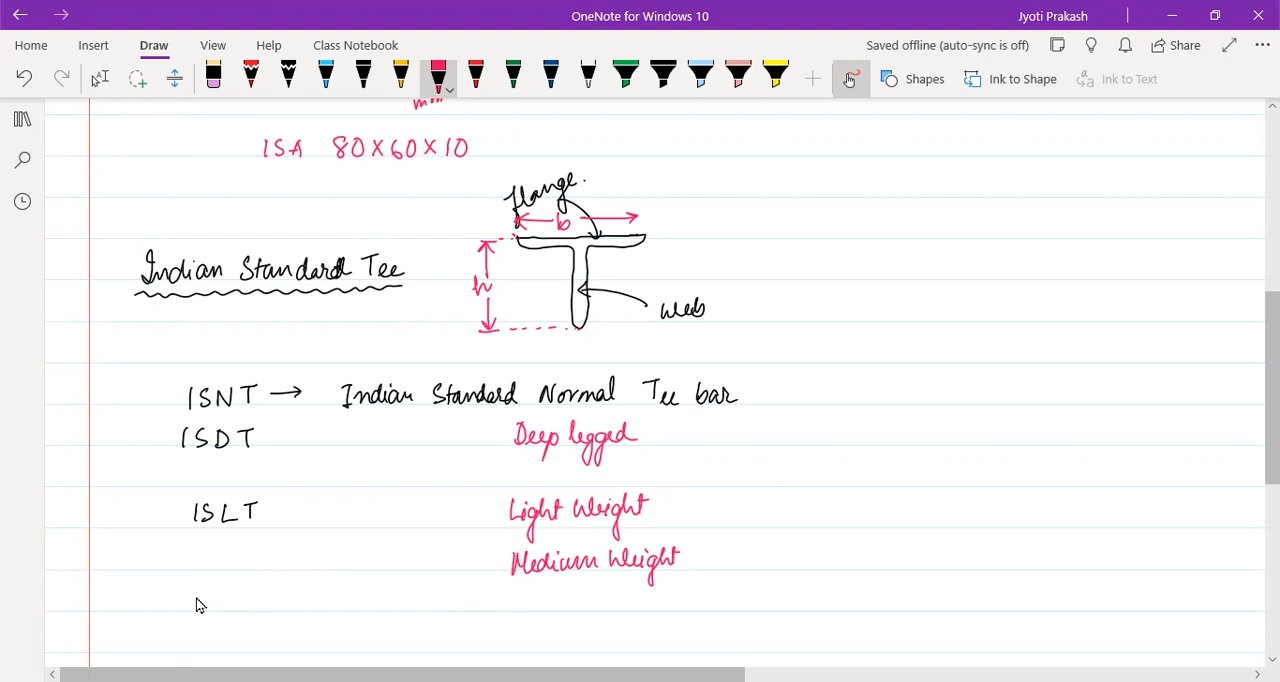 OneNote for Windows 10
Jyoti Prakash
Home Insert Draw View Help Class Notebook
Saved offline (auto-sync is off) Share
Shapes Ink to Shape Ink to Text
mm
ISA 80×60×10
flange.
b
Indian Standard Tee
h
web
ISNT → Indian Standard Normal Tee bar
ISDT Deep legged
ISLT Light Weight
Medium Weight